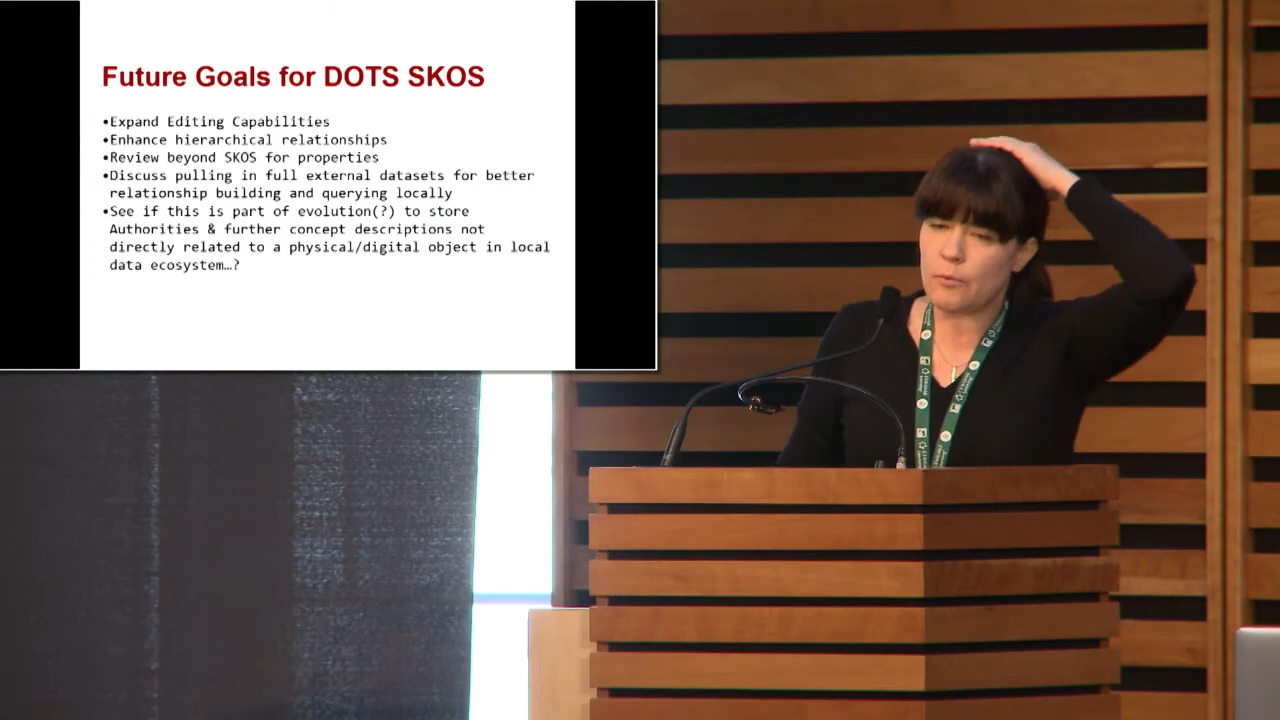 Future Goals for DOTS SKOS
•Expand Editing Capabilities
•Enhance hierarchical relationships
•Review beyond SKOS for properties
•Discuss pulling in full external datasets for better
relationship building and querying locally
•See if this is part of evolution(?) to store
Authorities & further concept descriptions not
directly related to a physical/digital object in local
data ecosystem…?